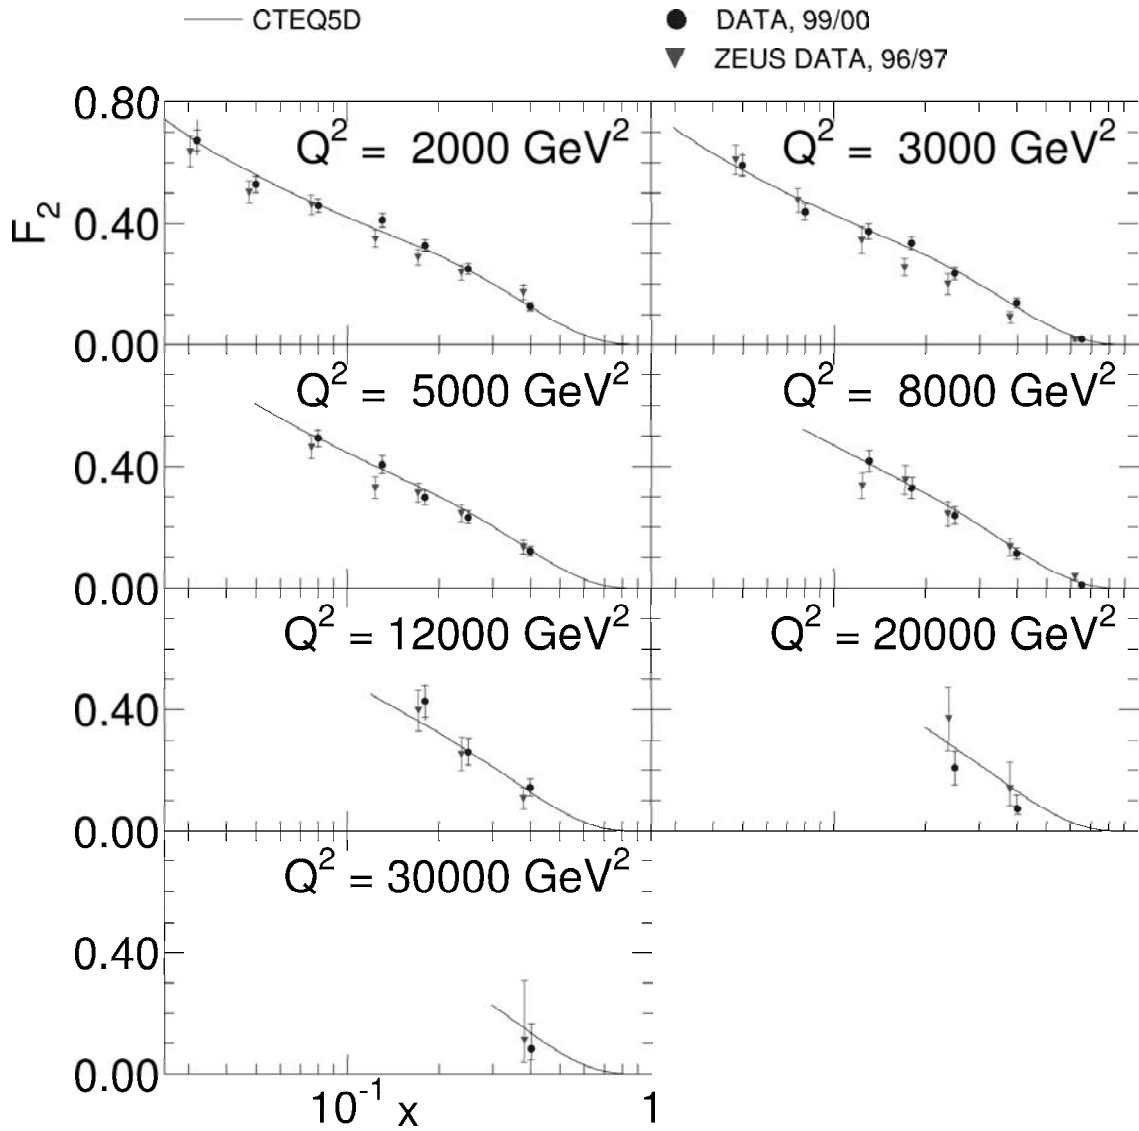 CTEQ5D
DATA, 99/00
ZEUS DATA, 96/97
F₂
0.80
Q² = 2000 GeV²
Q² = 3000 GeV²
0.40
0.00
Q² = 5000 GeV²
Q² = 8000 GeV²
0.40
0.00
Q² = 12000 GeV²
Q² = 20000 GeV²
0.40
0.00
Q² = 30000 GeV²
0.40
0.00
10⁻¹ x 1